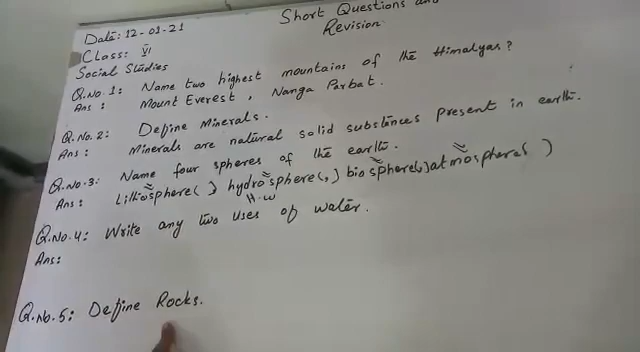 Short Questions and
Revision
Date: 12-01-21
Class: VI
Social Studies
Q.No.1: Name two highest mountains of the Himalyas?
Ans: Mount Everest, Nanga Parbat.
Q.No.2: Define Minerals.
Ans: Minerals are natural solid substances present in earth.
Q.No.3: Name four spheres of the earth.
Ans: Lithosphere( ) hydrosphere(,) biosphere(,) atmosphere( )
H.W
Q.No.4: Write any two uses of water.
Ans:
Q.No.5: Define Rocks.